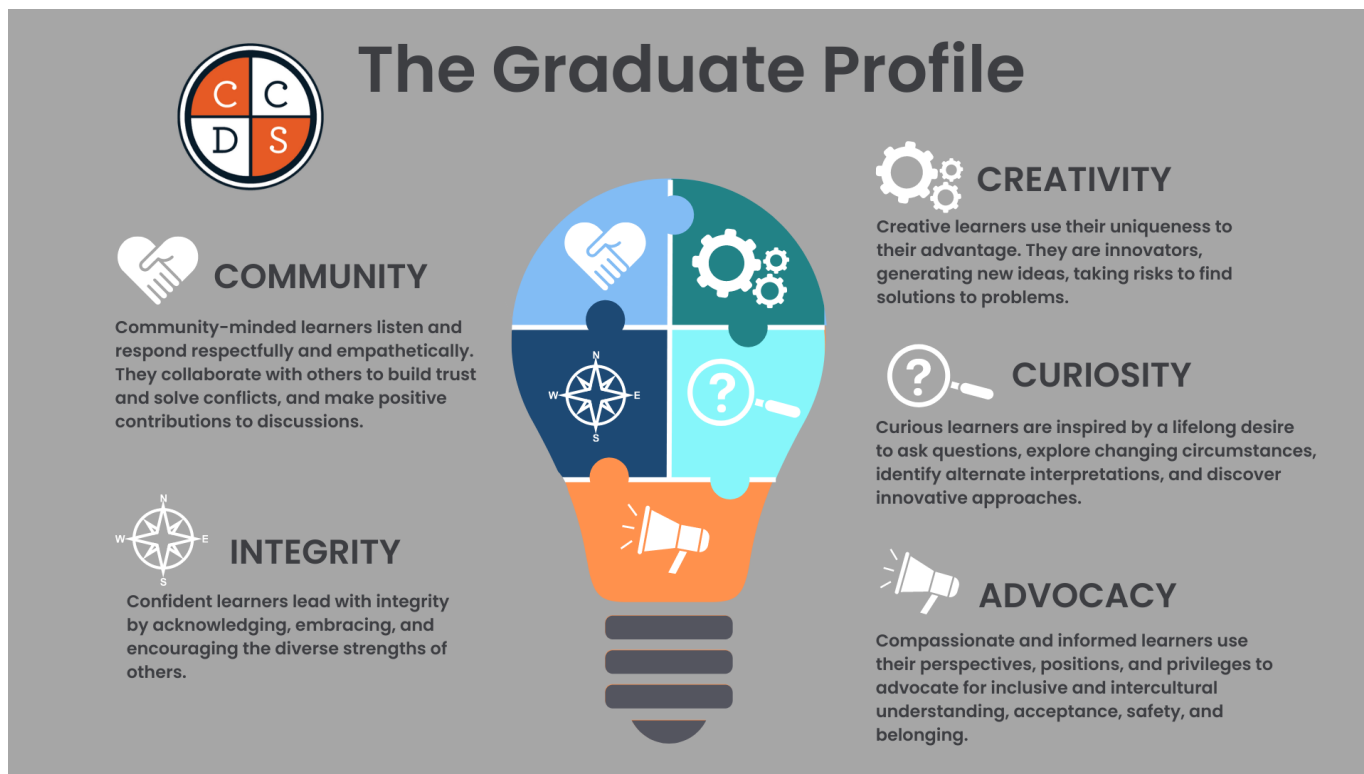 The Graduate Profile
C C
D S
COMMUNITY
Community-minded learners listen and
respond respectfully and empathetically.
They collaborate with others to build trust
and solve conflicts, and make positive
contributions to discussions.
N
W E
S
INTEGRITY
Confident learners lead with integrity
by acknowledging, embracing, and
encouraging the diverse strengths of
others.
N
W E
S
?
CREATIVITY
Creative learners use their uniqueness to
their advantage. They are innovators,
generating new ideas, taking risks to find
solutions to problems.
?
CURIOSITY
Curious learners are inspired by a lifelong desire
to ask questions, explore changing circumstances,
identify alternate interpretations, and discover
innovative approaches.
ADVOCACY
Compassionate and informed learners use
their perspectives, positions, and privileges to
advocate for inclusive and intercultural
understanding, acceptance, safety, and
belonging.